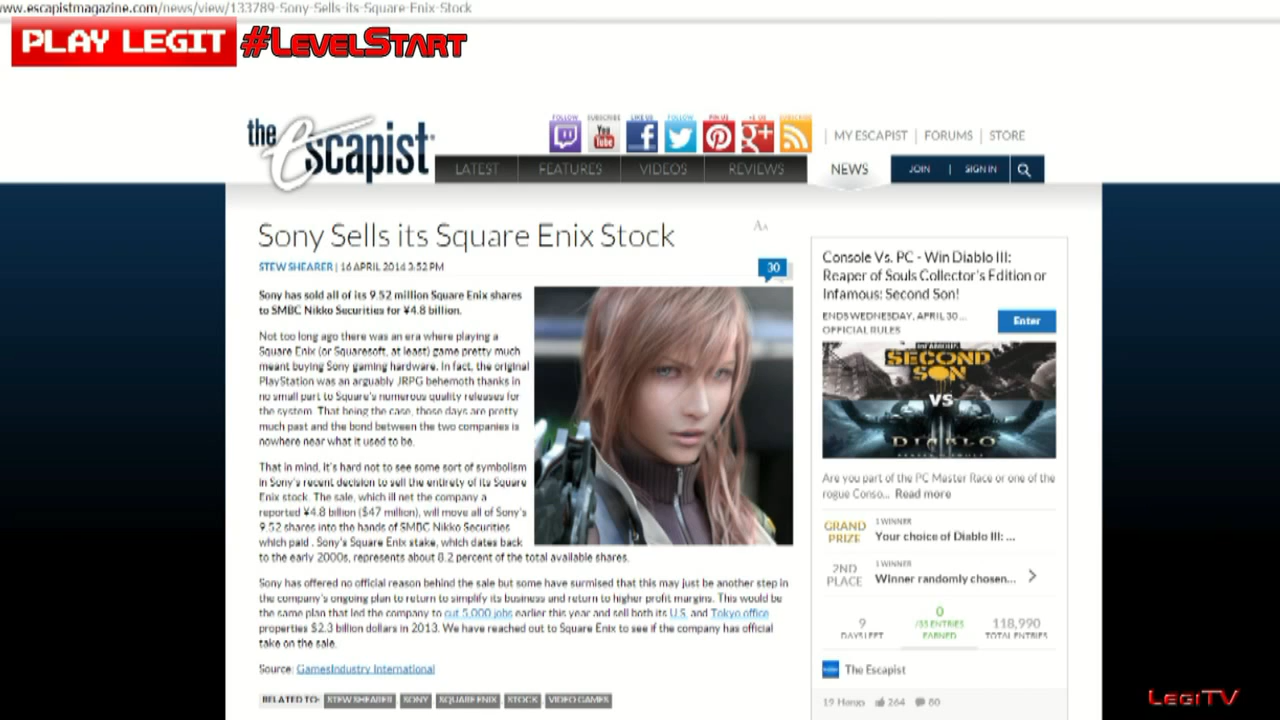 www.escapistmagazine.com/news/view/133789-Sony-Sells-its-Square-Enix-Stock
PLAY LEGIT #LEVELSTART
the escapist
FOLLOW SUBSCRIBE LIKE US FOLLOW PIN US +1 US SUBSCRIBE
You Tube
MY ESCAPIST | FORUMS | STORE
LATEST FEATURES VIDEOS REVIEWS NEWS JOIN | SIGN IN
Sony Sells its Square Enix Stock
AA
STEW SHEARER | 16 APRIL 2014 3:52 PM
30
Sony has sold all of its 9.52 million Square Enix shares
to SMBC Nikko Securities for ¥4.8 billion.
Not too long ago there was an era where playing a
Square Enix (or Squaresoft, at least) game pretty much
meant buying Sony gaming hardware. In fact, the original
PlayStation was an arguably JRPG behemoth thanks in
no small part to Square's numerous quality releases for
the system. That being the case, those days are pretty
much past and the bond between the two companies is
nowhere near what it used to be.
That in mind, it's hard not to see some sort of symbolism
in Sony's recent decision to sell the entirety of its Square
Enix stock. The sale, which ill net the company a
reported ¥4.8 billion ($47 million), will move all of Sony's
9.52 shares into the hands of SMBC Nikko Securities
which paid . Sony's Square Enix stake, which dates back
to the early 2000s, represents about 8.2 percent of the total available shares.
Sony has offered no official reason behind the sale but some have surmised that this may just be another step in
the company's ongoing plan to return to simplify its business and return to higher profit margins. This would be
the same plan that led the company to cut 5,000 jobs earlier this year and sell both its U.S. and Tokyo office
properties $2.3 billion dollars in 2013. We have reached out to Square Enix to see if the company has official
take on the sale.
Source: GamesIndustry International
RELATED TO: STEW SHEARER SONY SQUARE ENIX STOCK VIDEO GAMES
Console Vs. PC - Win Diablo III:
Reaper of Souls Collector's Edition or
Infamous: Second Son!
ENDS WEDNESDAY, APRIL 30 ...
OFFICIAL RULES
Enter
SECOND
SON
VS
DIABLO
Are you part of the PC Master Race or one of the
rogue Conso... Read more
GRAND PRIZE
1 WINNER
Your choice of Diablo III: ...
2ND PLACE
1 WINNER
Winner randomly chosen...
9 DAYS LEFT
0 /33 ENTRIES EARNED
118,990 TOTAL ENTRIES
The Escapist
19 Hours 264 80
LEGITV